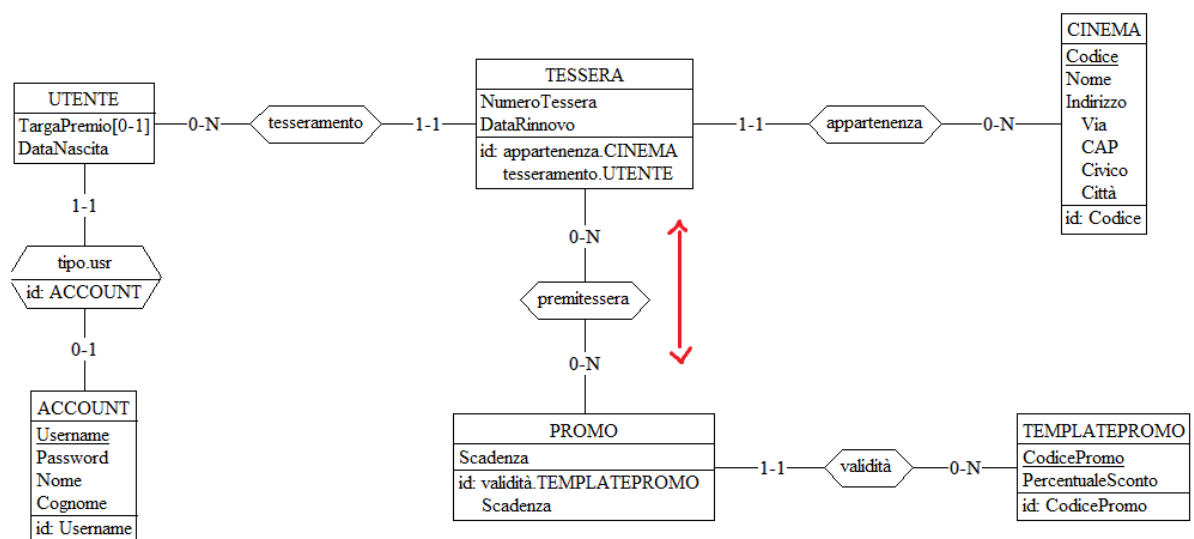 UTENTE
TargaPremio[0-1]
DataNascita
0-N
tesseramento
1-1
TESSERA
NumeroTessera
DataRinnovo
id: appartenenza.CINEMA
tesseramento.UTENTE
1-1
appartenenza
0-N
CINEMA
Codice
Nome
Indirizzo
Via
CAP
Civico
Città
id: Codice
1-1
tipo.usr
id: ACCOUNT
0-1
ACCOUNT
Username
Password
Nome
Cognome
id: Username
0-N
premitessera
0-N
PROMO
Scadenza
id: validità.TEMPLATEPROMO
Scadenza
1-1
validità
0-N
TEMPLATEPROMO
CodicePromo
PercentualeSconto
id: CodicePromo